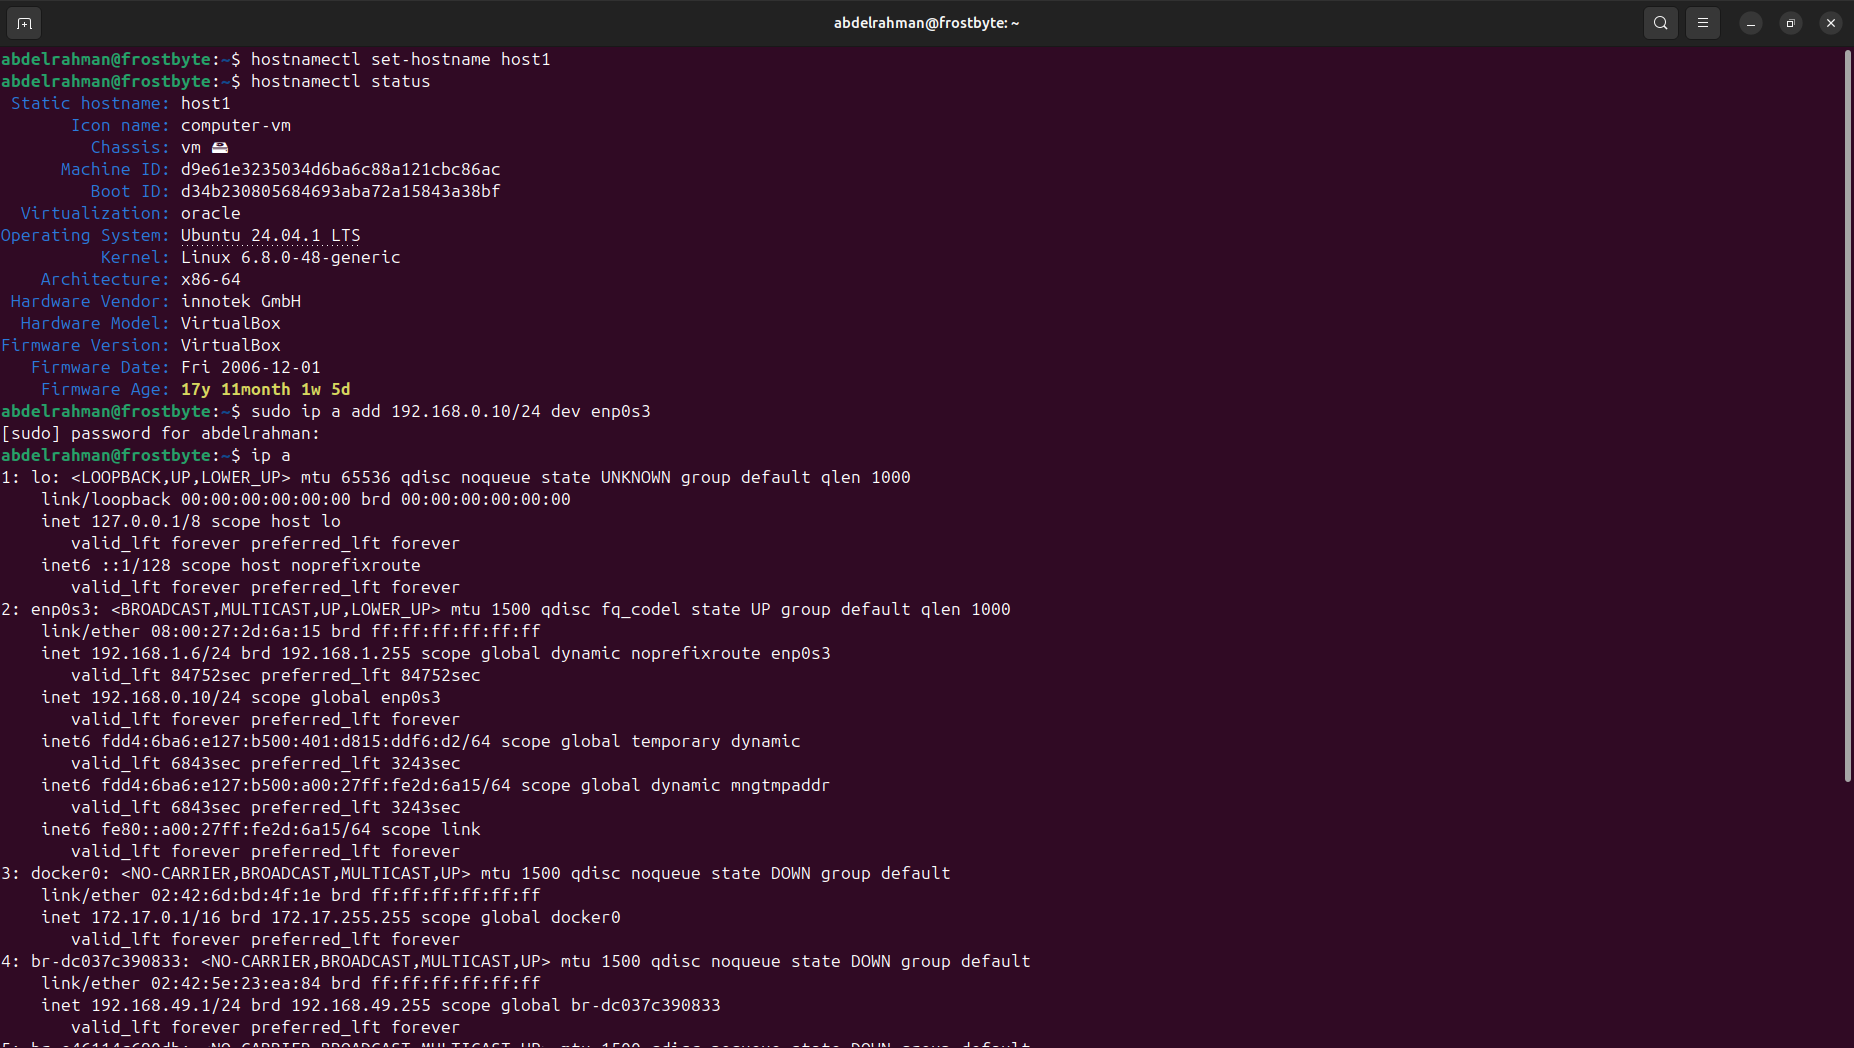 abdelrahman@frostbyte: ~
abdelrahman@frostbyte:~$ hostnamectl set-hostname host1
abdelrahman@frostbyte:~$ hostnamectl status
 Static hostname: host1
       Icon name: computer-vm
         Chassis: vm 🖴
      Machine ID: d9e61e3235034d6ba6c88a121cbc86ac
         Boot ID: d34b230805684693aba72a15843a38bf
  Virtualization: oracle
Operating System: Ubuntu 24.04.1 LTS
          Kernel: Linux 6.8.0-48-generic
    Architecture: x86-64
 Hardware Vendor: innotek GmbH
  Hardware Model: VirtualBox
Firmware Version: VirtualBox
   Firmware Date: Fri 2006-12-01
    Firmware Age: 17y 11month 1w 5d
abdelrahman@frostbyte:~$ sudo ip a add 192.168.0.10/24 dev enp0s3
[sudo] password for abdelrahman:
abdelrahman@frostbyte:~$ ip a
1: lo: <LOOPBACK,UP,LOWER_UP> mtu 65536 qdisc noqueue state UNKNOWN group default qlen 1000
    link/loopback 00:00:00:00:00:00 brd 00:00:00:00:00:00
    inet 127.0.0.1/8 scope host lo
       valid_lft forever preferred_lft forever
    inet6 ::1/128 scope host noprefixroute
       valid_lft forever preferred_lft forever
2: enp0s3: <BROADCAST,MULTICAST,UP,LOWER_UP> mtu 1500 qdisc fq_codel state UP group default qlen 1000
    link/ether 08:00:27:2d:6a:15 brd ff:ff:ff:ff:ff:ff
    inet 192.168.1.6/24 brd 192.168.1.255 scope global dynamic noprefixroute enp0s3
       valid_lft 84752sec preferred_lft 84752sec
    inet 192.168.0.10/24 scope global enp0s3
       valid_lft forever preferred_lft forever
    inet6 fdd4:6ba6:e127:b500:401:d815:ddf6:d2/64 scope global temporary dynamic
       valid_lft 6843sec preferred_lft 3243sec
    inet6 fdd4:6ba6:e127:b500:a00:27ff:fe2d:6a15/64 scope global dynamic mngtmpaddr
       valid_lft 6843sec preferred_lft 3243sec
    inet6 fe80::a00:27ff:fe2d:6a15/64 scope link
       valid_lft forever preferred_lft forever
3: docker0: <NO-CARRIER,BROADCAST,MULTICAST,UP> mtu 1500 qdisc noqueue state DOWN group default
    link/ether 02:42:6d:bd:4f:1e brd ff:ff:ff:ff:ff:ff
    inet 172.17.0.1/16 brd 172.17.255.255 scope global docker0
       valid_lft forever preferred_lft forever
4: br-dc037c390833: <NO-CARRIER,BROADCAST,MULTICAST,UP> mtu 1500 qdisc noqueue state DOWN group default
    link/ether 02:42:5e:23:ea:84 brd ff:ff:ff:ff:ff:ff
    inet 192.168.49.1/24 brd 192.168.49.255 scope global br-dc037c390833
       valid_lft forever preferred_lft forever
<NO-CARRIER,BROADCAST,MULTICAST,UP> mtu 1500 qdisc noqueue state DOWN group default